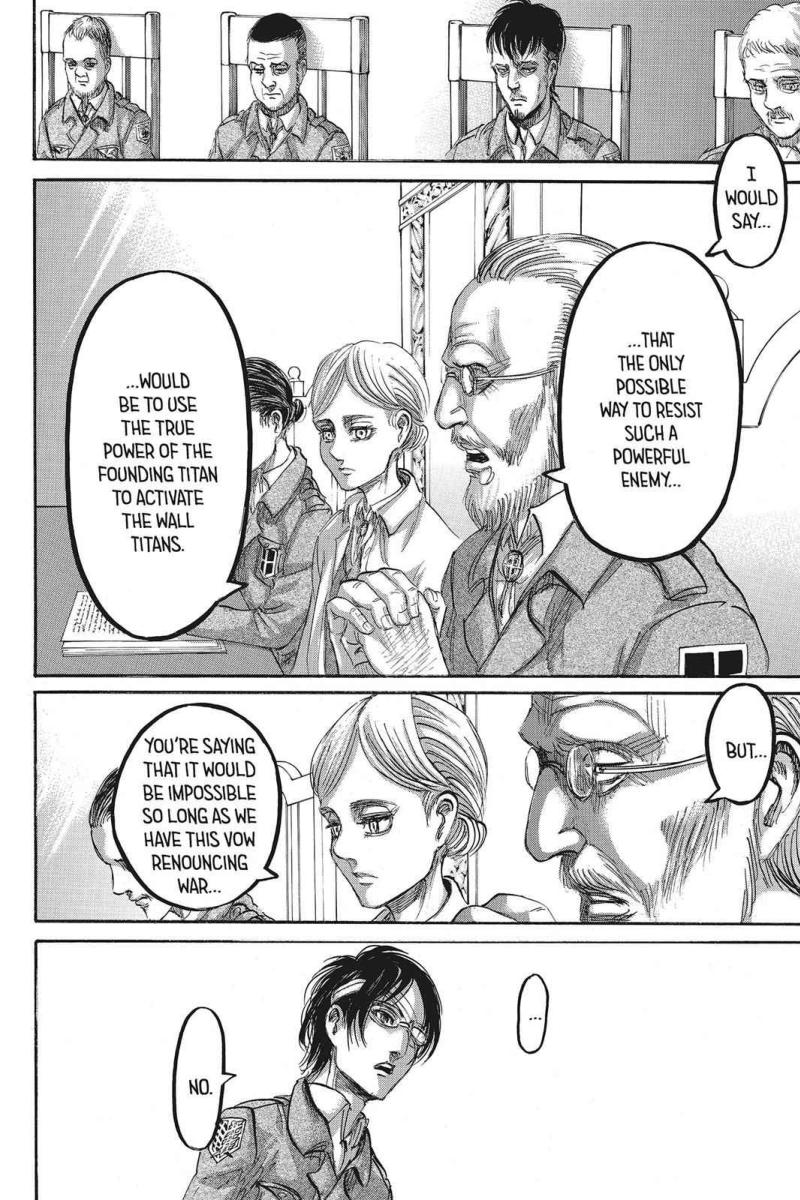 I
WOULD
SAY...
...THAT
THE ONLY
POSSIBLE
WAY TO RESIST
SUCH A
POWERFUL
ENEMY...
...WOULD
BE TO USE
THE TRUE
POWER OF THE
FOUNDING TITAN
TO ACTIVATE
THE WALL
TITANS.
BUT...
YOU'RE SAYING
THAT IT WOULD
BE IMPOSSIBLE
SO LONG AS WE
HAVE THIS VOW
RENOUNCING
WAR...
...
NO.